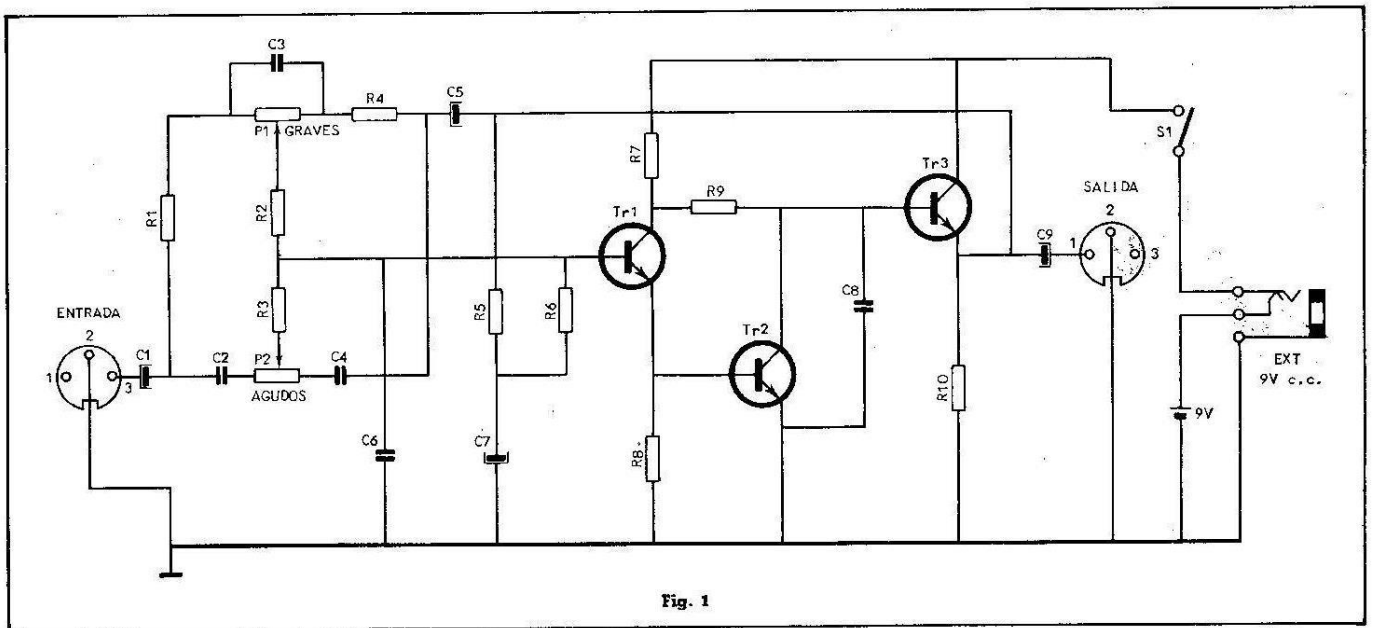 C3
P1 GRAVES
R4
C5
R1
R2
R3
ENTRADA
2
1
3
C1
C2
P2
AGUDOS
C4
C6
R5
R6
C7
R7
Tr1
R8
R9
Tr2
C8
Tr3
R10
C9
SALIDA
2
1
3
S1
9V
EXT
9V c.c.
Fig. 1